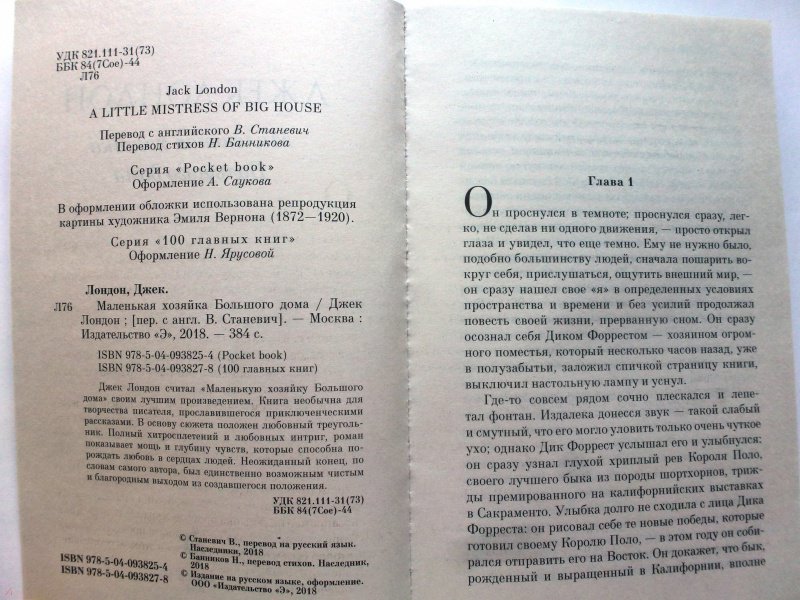 УДК 821.111-31(73)
ББК 84(7Сое)-44
Л76
Jack London
A LITTLE MISTRESS OF BIG HOUSE
Перевод с английского В. Станевич
Перевод стихов Н. Банникова
Серия «Pocket book»
Оформление А. Саукова
В оформлении обложки использована репродукция
картины художника Эмиля Вернона (1872—1920).
Серия «100 главных книг»
Оформление Н. Ярусовой
Лондон, Джек.
Л76 Маленькая хозяйка Большого дома / Джек
Лондон ; [пер. с англ. В. Станевич]. — Москва :
Издательство «Э», 2018. — 384 с.
ISBN 978-5-04-093825-4 (Pocket book)
ISBN 978-5-04-093827-8 (100 главных книг)
Джек Лондон считал «Маленькую хозяйку Большого
дома» своим лучшим произведением. Книга необычна для
творчества писателя, прославившегося приключенческими
рассказами. В основу сюжета положен любовный треуголь-
ник. Полный хитросплетений и любовных интриг, роман
показывает мощь и глубину чувств, которые способна по-
рождать любовь в сердцах людей. Неожиданный конец, по
словам самого автора, был единственно возможным чистым
и благородным выходом из создавшегося положения.
УДК 821.111-31(73)
ББК 84(7Сое)-44
© Станевич В., перевод на русский язык.
Наследники, 2018
© Банников Н., перевод стихов. Наследник,
2018
© Издание на русском языке, оформление.
ООО «Издательство «Э», 2018
ISBN 978-5-04-093825-4
ISBN 978-5-04-093827-8
Глава 1
Он проснулся в темноте; проснулся сразу, лег-
ко, не сделав ни одного движения, — просто открыл
глаза и увидел, что еще темно. Ему не нужно было,
подобно большинству людей, сначала пошарить во-
круг себя, прислушаться, ощутить внешний мир, —
он сразу нашел свое «я» в определенных условиях
пространства и времени и без усилий продолжал
повесть своей жизни, прерванную сном. Он сразу
осознал себя Диком Форрестом — хозяином огром-
ного поместья, который несколько часов назад, уже
в полузабытьи, заложил спичкой страницу книги,
выключил настольную лампу и уснул.
Где-то совсем рядом сочно плескался и лепе-
тал фонтан. Издалека донесся звук — такой слабый
и смутный, что его могло уловить только очень чуткое
ухо; однако Дик Форрест услышал его и улыбнулся:
он сразу узнал глухой хриплый рев Короля Поло,
своего лучшего быка из породы шортхорнов, триж-
ды премированного на калифорнийских выставках
в Сакраменто. Улыбка долго не сходила с лица Дика
Форреста: он рисовал себе те новые победы, которые
готовил своему Королю Поло, — в этом году он соби-
рался отправить его на Восток. Он докажет, что бык,
рожденный и выращенный в Калифорнии, вполне